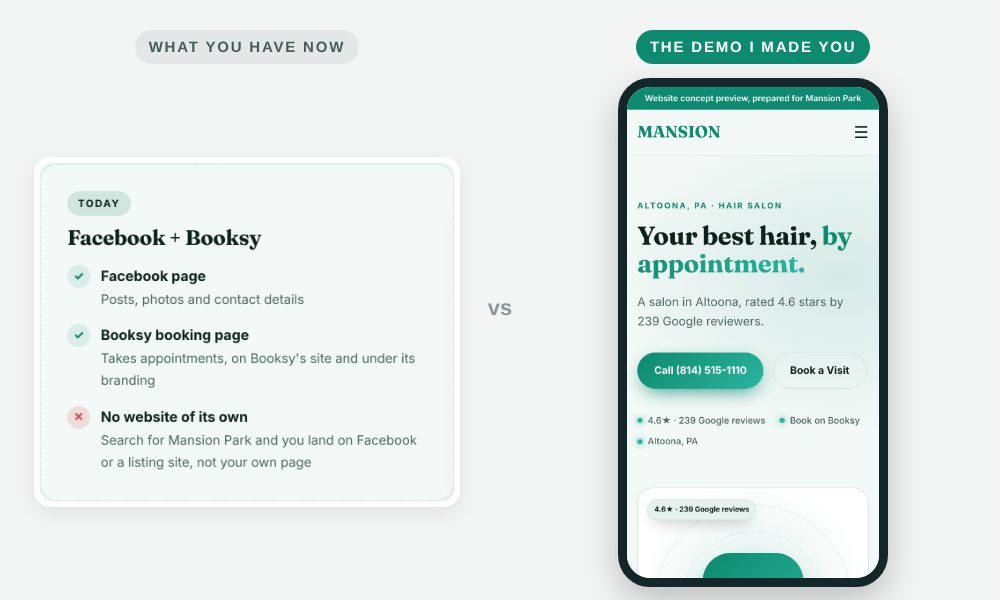 WHAT YOU HAVE NOW
TODAY
Facebook + Booksy
Facebook page
Posts, photos and contact details
Booksy booking page
Takes appointments, on Booksy's site and under its
branding
No website of its own
Search for Mansion Park and you land on Facebook
or a listing site, not your own page
vs
THE DEMO I MADE YOU
Website concept preview, prepared for Mansion Park
MANSION
ALTOONA, PA · HAIR SALON
Your best hair, by
appointment.
A salon in Altoona, rated 4.6 stars by
239 Google reviewers.
Call (814) 515-1110
Book a Visit
4.6★ · 239 Google reviews
Book on Booksy
Altoona, PA
4.6★ · 239 Google reviews